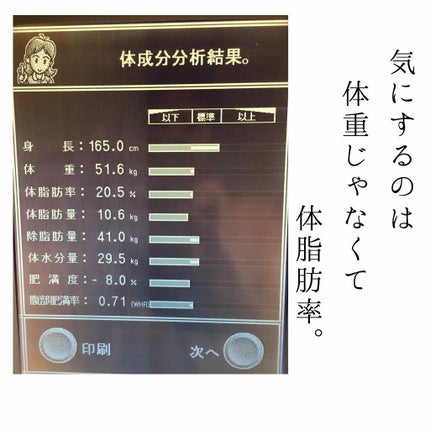 気にするのは
体重じゃなくて
体脂肪率。
体成分分析結果。
以下 標準 以上
身長：165.0 cm
体重：51.6 kg
体脂肪率：20.5 %
体脂肪量：10.6 kg
除脂肪量：41.0 kg
体水分量：29.5 kg
肥満度：- 8.0 %
腹部肥満率：0.71 (WHR)
印刷 次へ